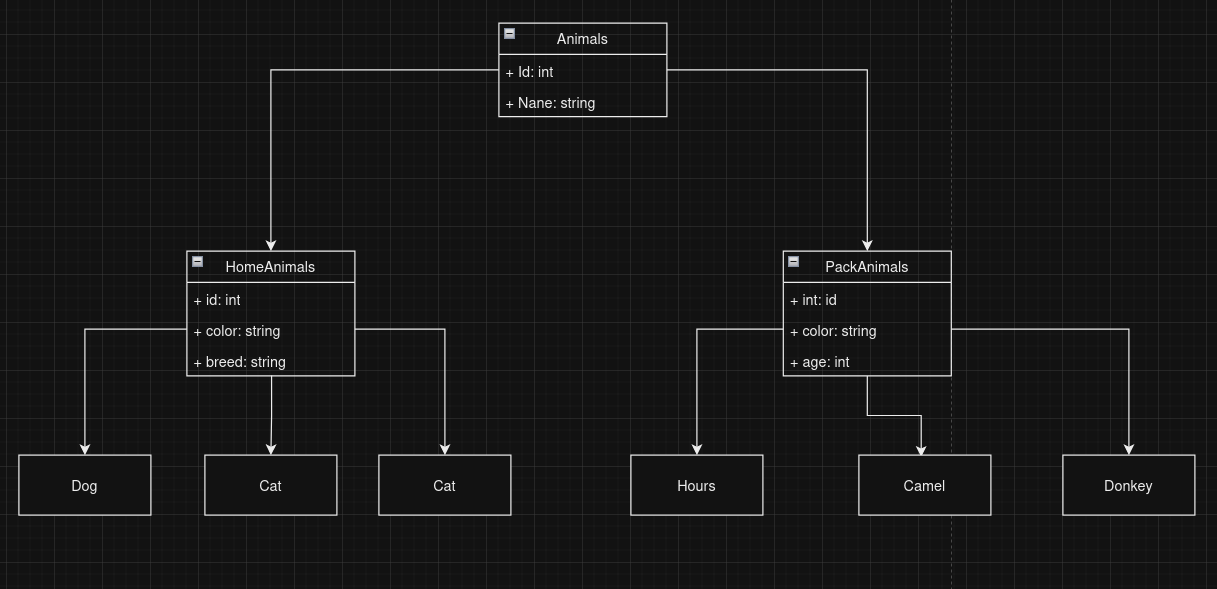 Animals
+ Id: int
+ Nane: string
HomeAnimals
+ id: int
+ color: string
+ breed: string
PackAnimals
+ int: id
+ color: string
+ age: int
Dog
Cat
Cat
Hours
Camel
Donkey